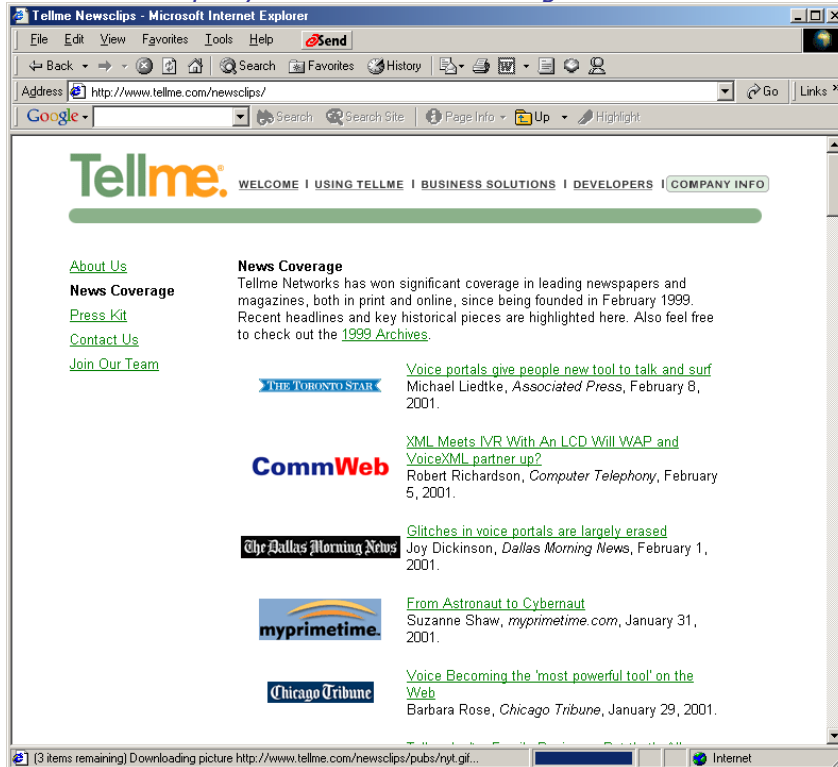 Tellme Newsclips - Microsoft Internet Explorer
File Edit View Favorites Tools Help eSend
Back Search Favorites History
Address http://www.tellme.com/newsclips/ Go Links »
Google Search Search Site Page Info Up Highlight
Tellme. WELCOME | USING TELLME | BUSINESS SOLUTIONS | DEVELOPERS | COMPANY INFO
About Us
News Coverage
Press Kit
Contact Us
Join Our Team
News Coverage
Tellme Networks has won significant coverage in leading newspapers and
magazines, both in print and online, since being founded in February 1999.
Recent headlines and key historical pieces are highlighted here. Also feel free
to check out the 1999 Archives.
THE TORONTO STAR
Voice portals give people new tool to talk and surf
Michael Liedtke, Associated Press, February 8,
2001.
CommWeb
XML Meets IVR With An LCD Will WAP and
VoiceXML partner up?
Robert Richardson, Computer Telephony, February
5, 2001.
The Dallas Morning News
Glitches in voice portals are largely erased
Joy Dickinson, Dallas Morning News, February 1,
2001.
myprimetime.
From Astronaut to Cybernaut
Suzanne Shaw, myprimetime.com, January 31,
2001.
Chicago Tribune
Voice Becoming the 'most powerful tool' on the
Web
Barbara Rose, Chicago Tribune, January 29, 2001.
(3 items remaining) Downloading picture http://www.tellme.com/newsclips/pubs/nyt.gif... Internet